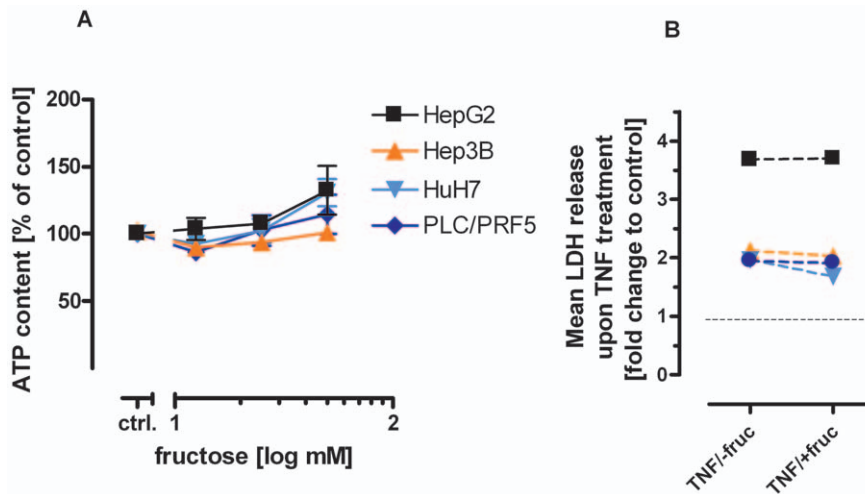 A
ATP content [% of control]
200
150
100
50
ctrl.
1
2
fructose [log mM]
HepG2
Hep3B
HuH7
PLC/PRF5
B
Mean LDH release
upon TNF treatment
[fold change to control]
4
3
2
1
0
TNF/-fruc
TNF/+fruc